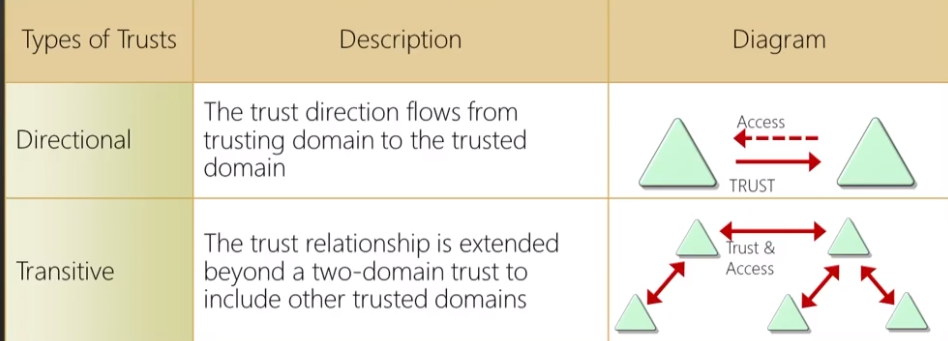 Types of Trusts
Description
Diagram
Directional
The trust direction flows from
trusting domain to the trusted
domain
Access
TRUST
Transitive
The trust relationship is extended
beyond a two-domain trust to
include other trusted domains
Trust &
Access